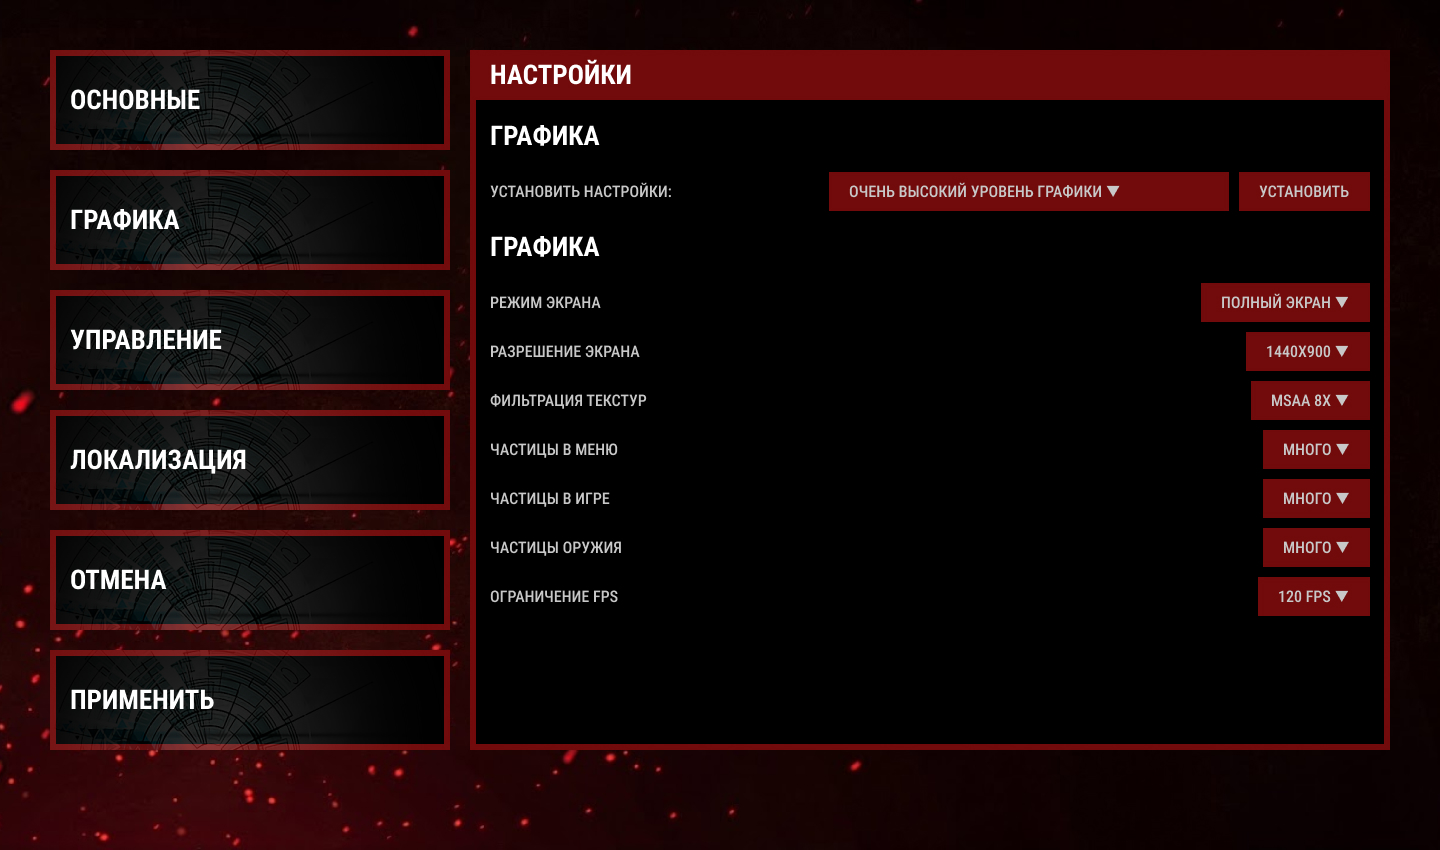 ОСНОВНЫЕ
ГРАФИКА
УПРАВЛЕНИЕ
ЛОКАЛИЗАЦИЯ
ОТМЕНА
ПРИМЕНИТЬ
НАСТРОЙКИ
ГРАФИКА
УСТАНОВИТЬ НАСТРОЙКИ: ОЧЕНЬ ВЫСОКИЙ УРОВЕНЬ ГРАФИКИ ▼ УСТАНОВИТЬ
ГРАФИКА
РЕЖИМ ЭКРАНА ПОЛНЫЙ ЭКРАН ▼
РАЗРЕШЕНИЕ ЭКРАНА 1440X900 ▼
ФИЛЬТРАЦИЯ ТЕКСТУР MSAA 8X ▼
ЧАСТИЦЫ В МЕНЮ МНОГО ▼
ЧАСТИЦЫ В ИГРЕ МНОГО ▼
ЧАСТИЦЫ ОРУЖИЯ МНОГО ▼
ОГРАНИЧЕНИЕ FPS 120 FPS ▼